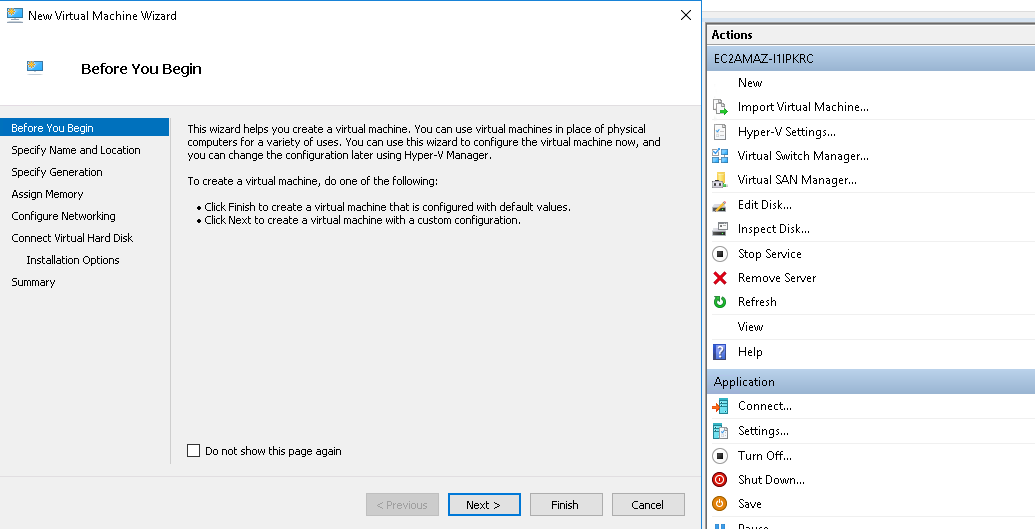 New Virtual Machine Wizard
Before You Begin
Before You Begin
Specify Name and Location
Specify Generation
Assign Memory
Configure Networking
Connect Virtual Hard Disk
Installation Options
Summary
This wizard helps you create a virtual machine. You can use virtual machines in place of physical
computers for a variety of uses. You can use this wizard to configure the virtual machine now, and
you can change the configuration later using Hyper-V Manager.
To create a virtual machine, do one of the following:
• Click Finish to create a virtual machine that is configured with default values.
• Click Next to create a virtual machine with a custom configuration.
Do not show this page again
< Previous
Next >
Finish
Cancel
Actions
EC2AMAZ-I1IPKRC
New
Import Virtual Machine...
Hyper-V Settings...
Virtual Switch Manager...
Virtual SAN Manager...
Edit Disk...
Inspect Disk...
Stop Service
Remove Server
Refresh
View
Help
Application
Connect...
Settings...
Turn Off...
Shut Down...
Save
Pause